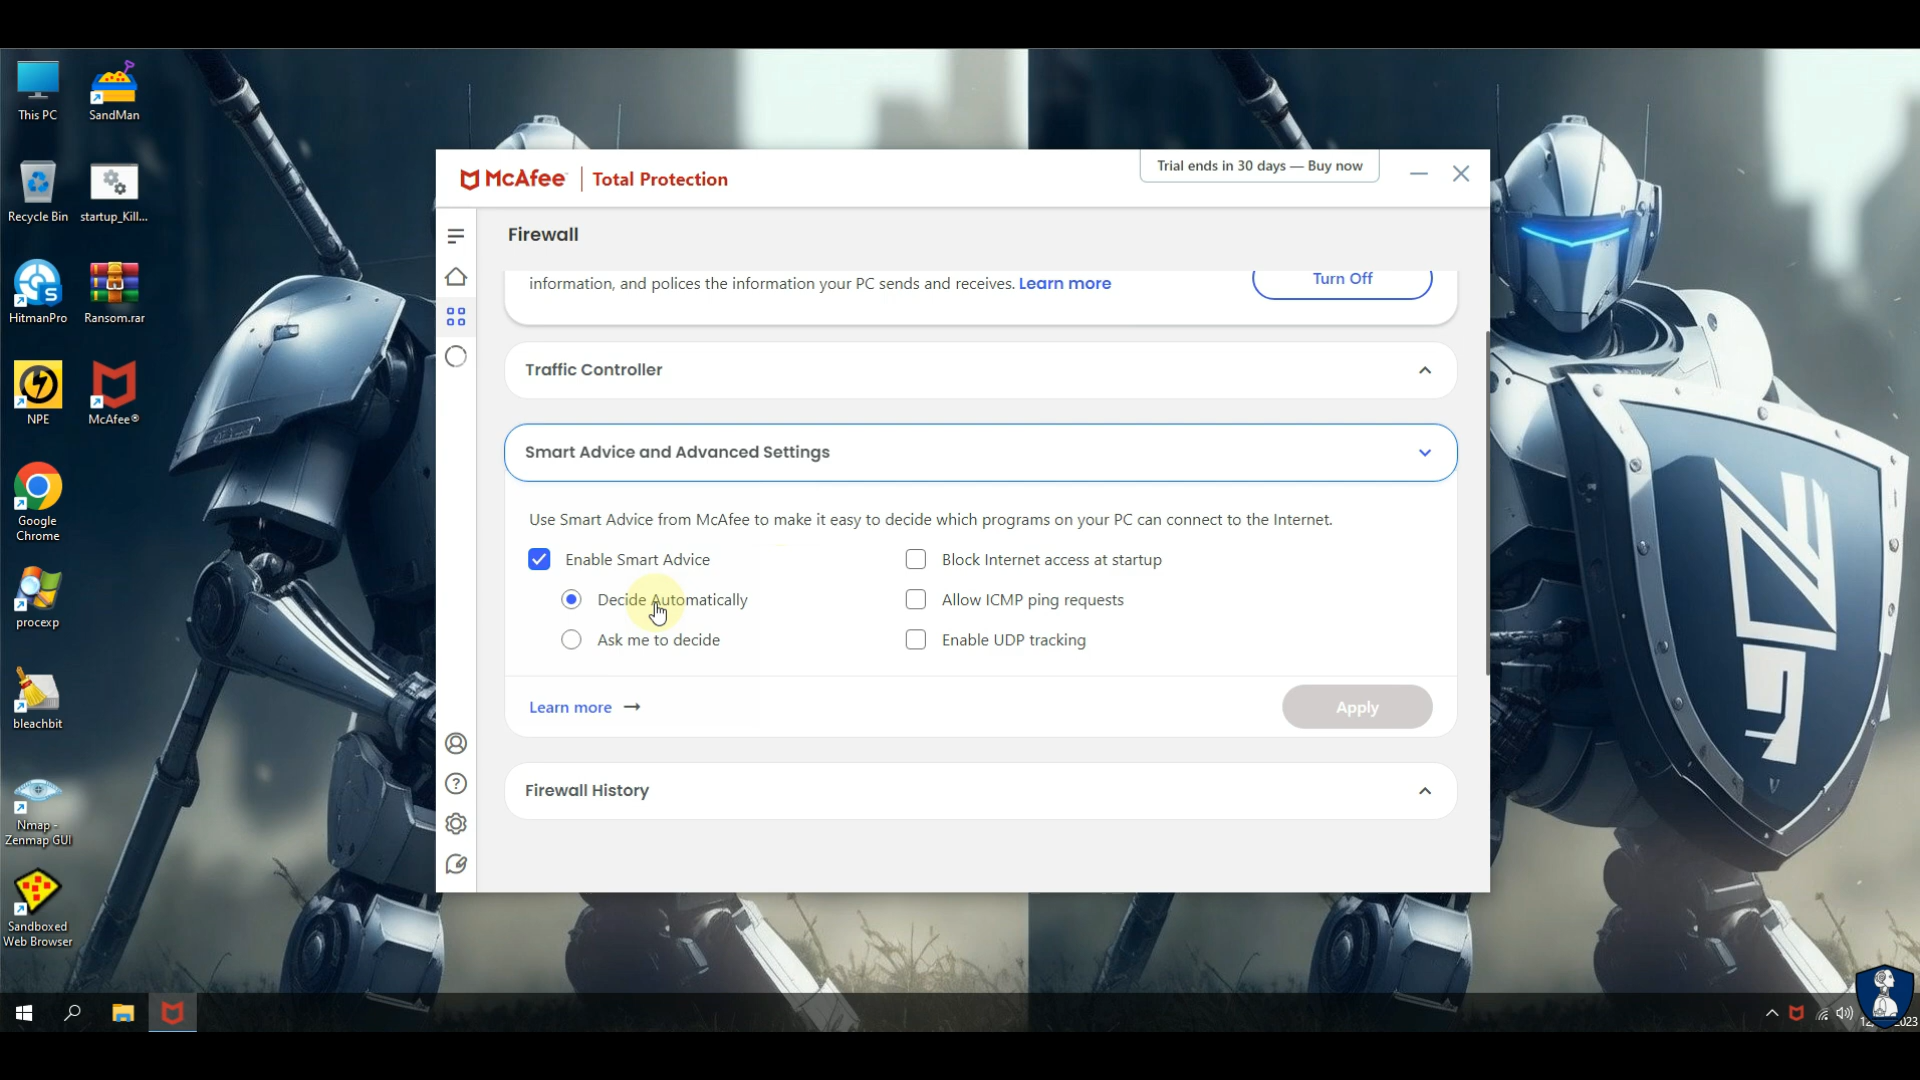 This PC
SandMan
Recycle Bin
startup_Kill...
HitmanPro
Ransom.rar
NPE
McAfee®
Google
Chrome
procexp
bleachbit
Nmap -
Zenmap GUI
Sandboxed
Web Browser
McAfee
Total Protection
Trial ends in 30 days — Buy now
Firewall
information, and polices the information your PC sends and receives. Learn more
Turn Off
Traffic Controller
Smart Advice and Advanced Settings
Use Smart Advice from McAfee to make it easy to decide which programs on your PC can connect to the Internet.
Enable Smart Advice
Block Internet access at startup
Decide Automatically
Allow ICMP ping requests
Ask me to decide
Enable UDP tracking
Learn more →
Apply
Firewall History